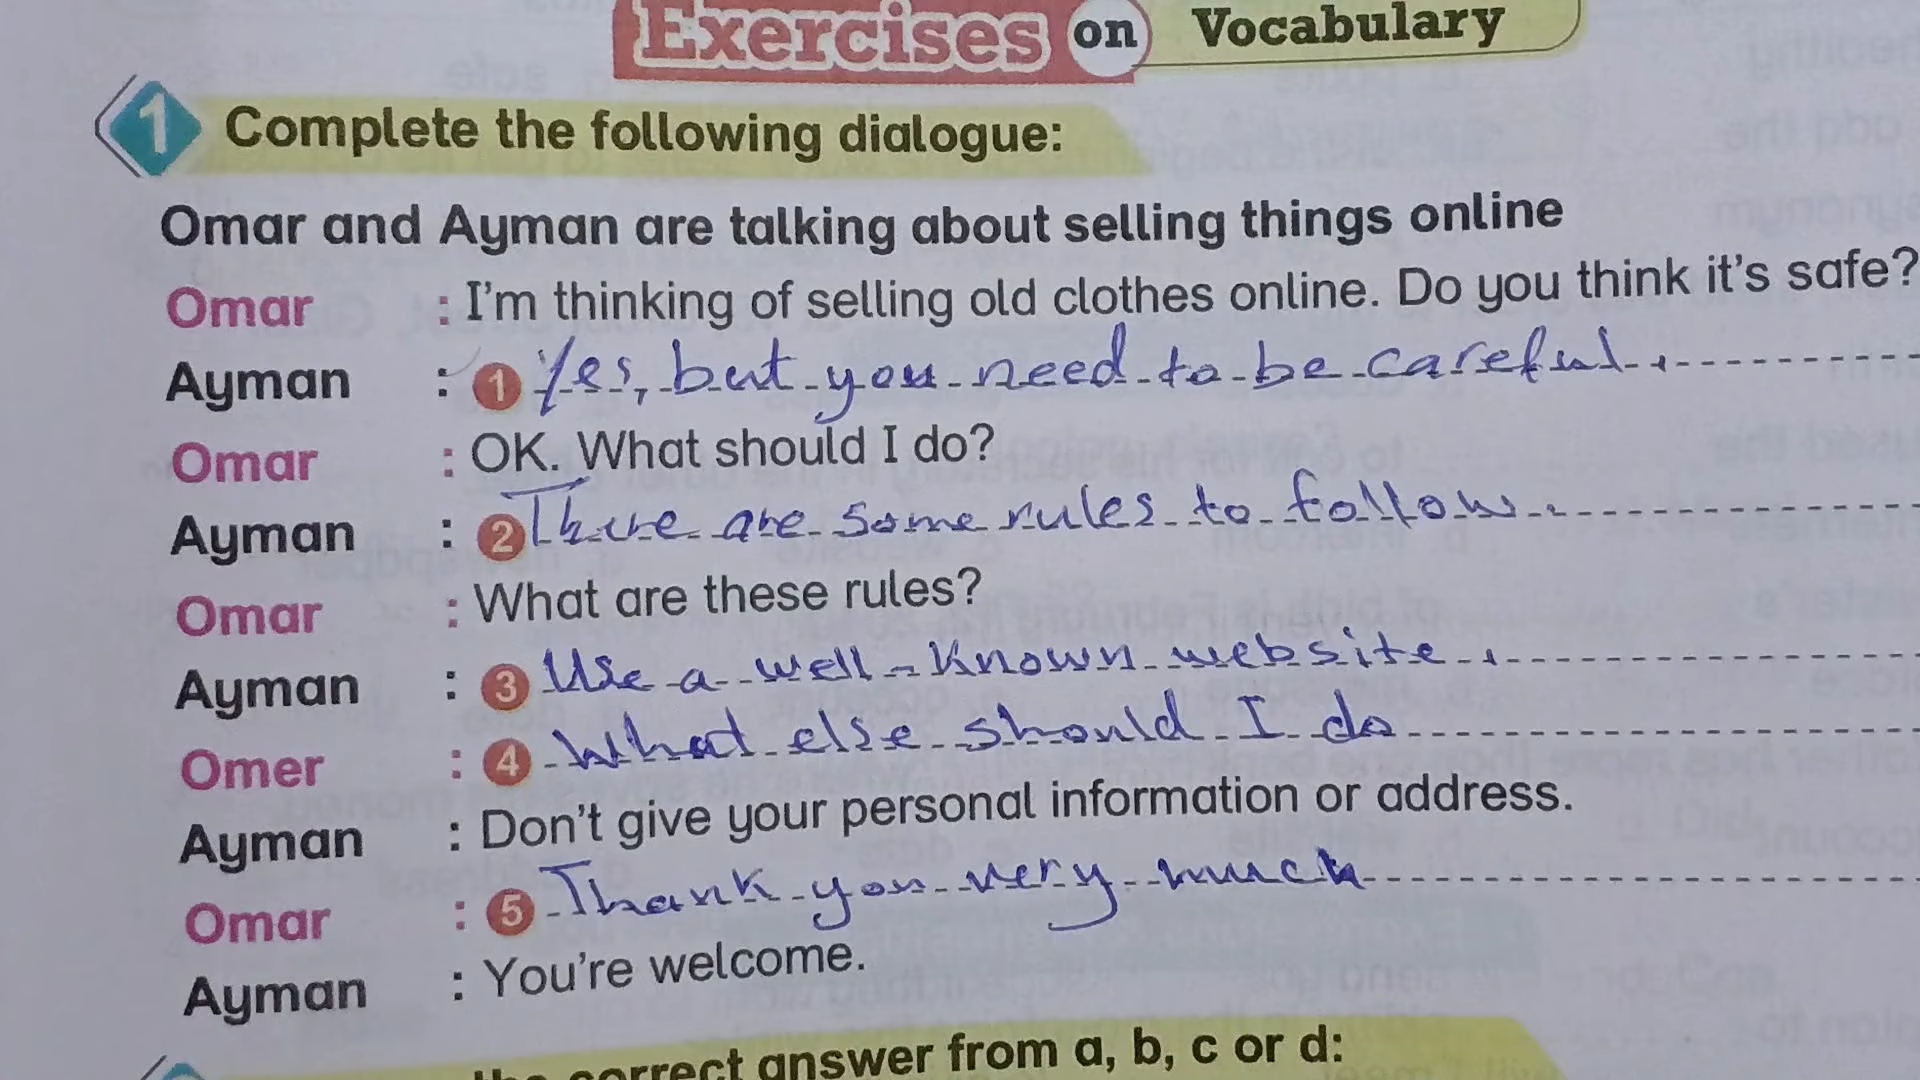 Exercises on Vocabulary
1 Complete the following dialogue:
Omar and Ayman are talking about selling things online
Omar : I'm thinking of selling old clothes online. Do you think it's safe?
Ayman : 1 Yes, but you need to be careful.
Omar : OK. What should I do?
Ayman : 2 There are some rules to follow.
Omar : What are these rules?
Ayman : 3 Use a well-known website.
Omer : 4 What else should I do
Ayman : Don't give your personal information or address.
Omar : 5 Thank you very much
Ayman : You're welcome.
the correct answer from a, b, c or d: